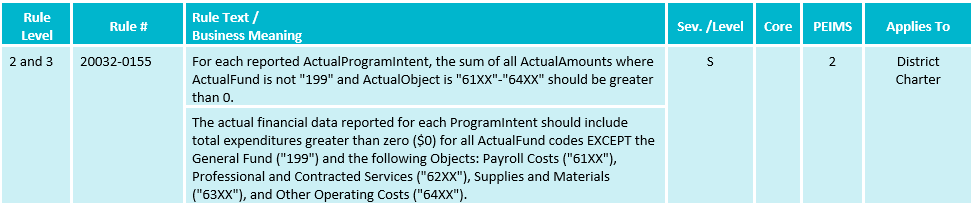 Rule
Level
Rule #
Rule Text /
Business Meaning
Sev. /Level
Core
PEIMS
Applies To
2 and 3
20032-0155
For each reported ActualProgramIntent, the sum of all ActualAmounts where
ActualFund is not "199" and ActualObject is "61XX"-"64XX" should be greater
than 0.
S
2
District
Charter
The actual financial data reported for each ProgramIntent should include
total expenditures greater than zero ($0) for all ActualFund codes EXCEPT the
General Fund ("199") and the following Objects: Payroll Costs ("61XX"),
Professional and Contracted Services ("62XX"), Supplies and Materials
("63XX"), and Other Operating Costs ("64XX").